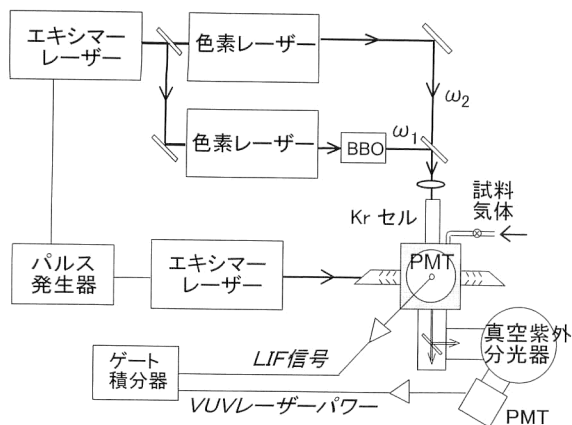 エキシマー
レーザー
色素レーザー
ω2
色素レーザー
BBO
ω1
Kr セル
試料
気体
パルス
発生器
エキシマー
レーザー
PMT
真空紫外
分光器
ゲート
積分器
LIF信号
VUVレーザーパワー
PMT